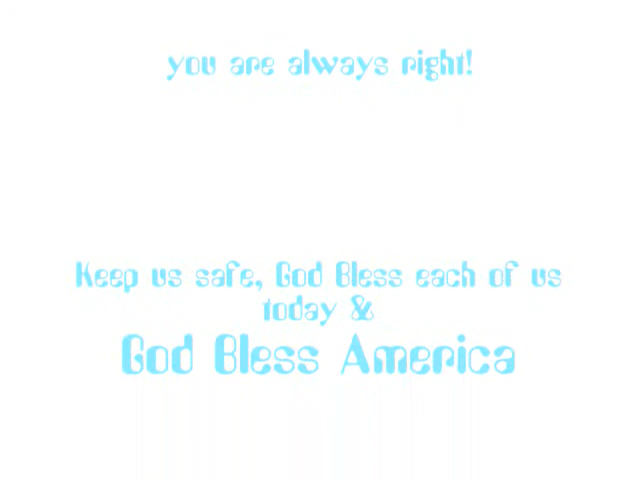 you are always right!
Keep us safe, God Bless each of us
today &
God Bless America